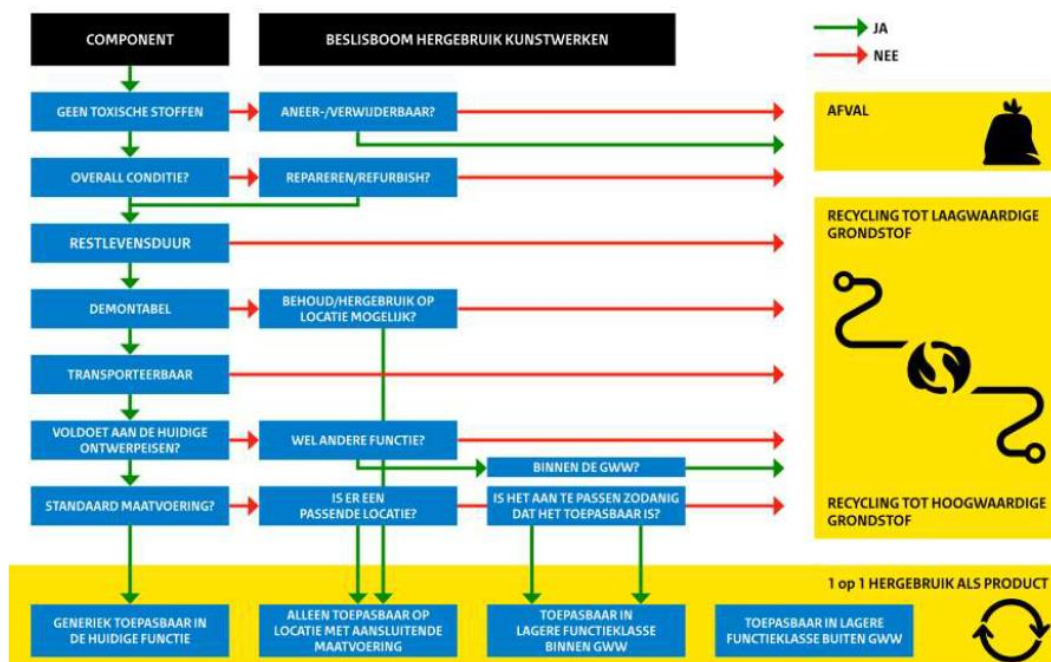 COMPONENT
BESLISBOOM HERGEBRUIK KUNSTWERKEN
JA
NEE
GEEN TOXISCHE STOFFEN
ANEER-/VERWIJDERBAAR?
AFVAL
OVERALL CONDITIE?
REPAREREN/REFURBISH?
RESTLEVENSDUUR
RECYCLING TOT LAAGWAARDIGE
GRONDSTOF
DEMONTABEL
BEHOUD/HERGEBRUIK OP
LOCATIE MOGELIJK?
TRANSPORTEERBAAR
VOLDOET AAN DE HUIDIGE
ONTWERPEISEN?
WEL ANDERE FUNCTIE?
BINNEN DE GWW?
STANDAARD MAATVOERING?
IS ER EEN
PASSENDE LOCATIE?
IS HET AAN TE PASSEN ZODANIG
DAT HET TOEPASBAAR IS?
RECYCLING TOT HOOGWAARDIGE
GRONDSTOF
1 op 1 HERGEBRUIK ALS PRODUCT
GENERIEK TOEPASBAAR IN
DE HUIDIGE FUNCTIE
ALLEEN TOEPASBAAR OP
LOCATIE MET AANSLUITENDE
MAATVOERING
TOEPASBAAR IN
LAGERE FUNCTIEKLASSE
BINNEN GWW
TOEPASBAAR IN LAGERE
FUNCTIEKLASSE BUITEN GWW